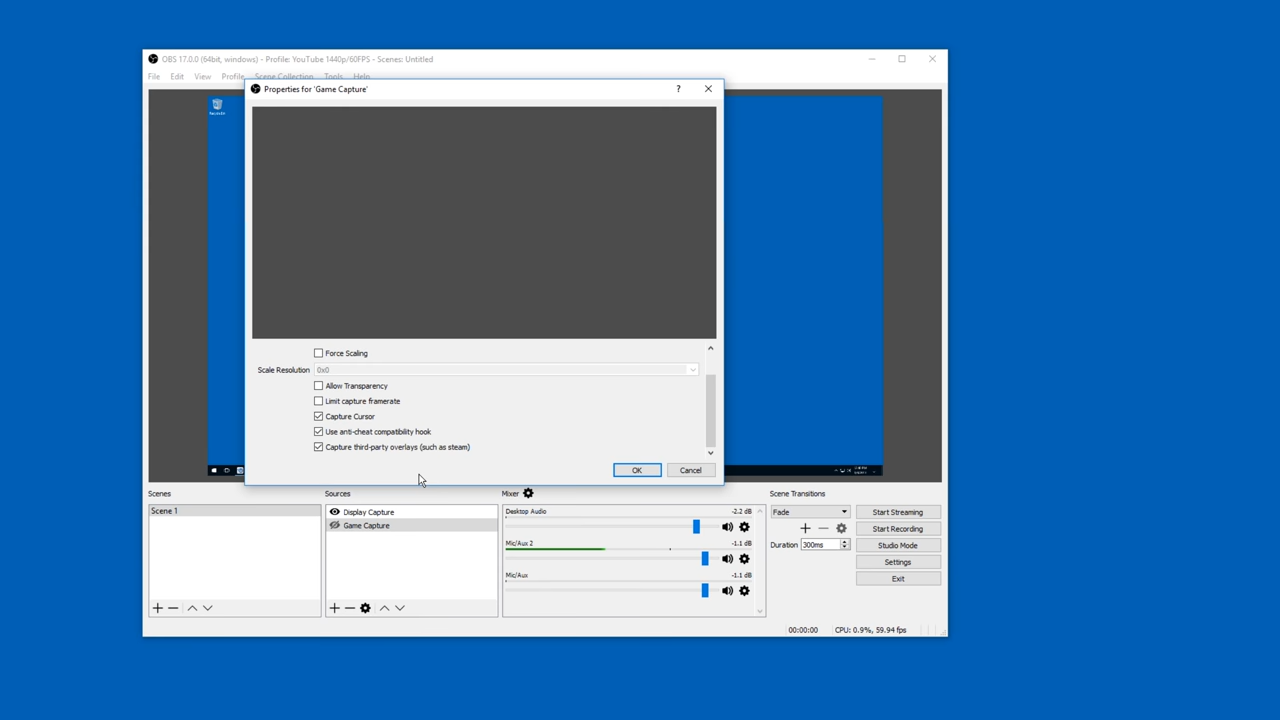 OBS 17.0.0 (64bit, windows) - Profile: YouTube 1440p/60FPS - Scenes: Untitled
File Edit View Profile Scene Collection Tools Help
Properties for 'Game Capture'
?
Force Scaling
Scale Resolution 0x0
Allow Transparency
Limit capture framerate
Capture Cursor
Use anti-cheat compatibility hook
Capture third-party overlays (such as steam)
OK Cancel
Scenes
Scene 1
Sources
Display Capture
Game Capture
Mixer
Desktop Audio -2.2 dB
Mic/Aux 2 -1.1 dB
Mic/Aux -1.1 dB
Scene Transitions
Fade
Duration 300ms
Start Streaming
Start Recording
Studio Mode
Settings
Exit
00:00:00 CPU: 0.9%, 59.94 fps